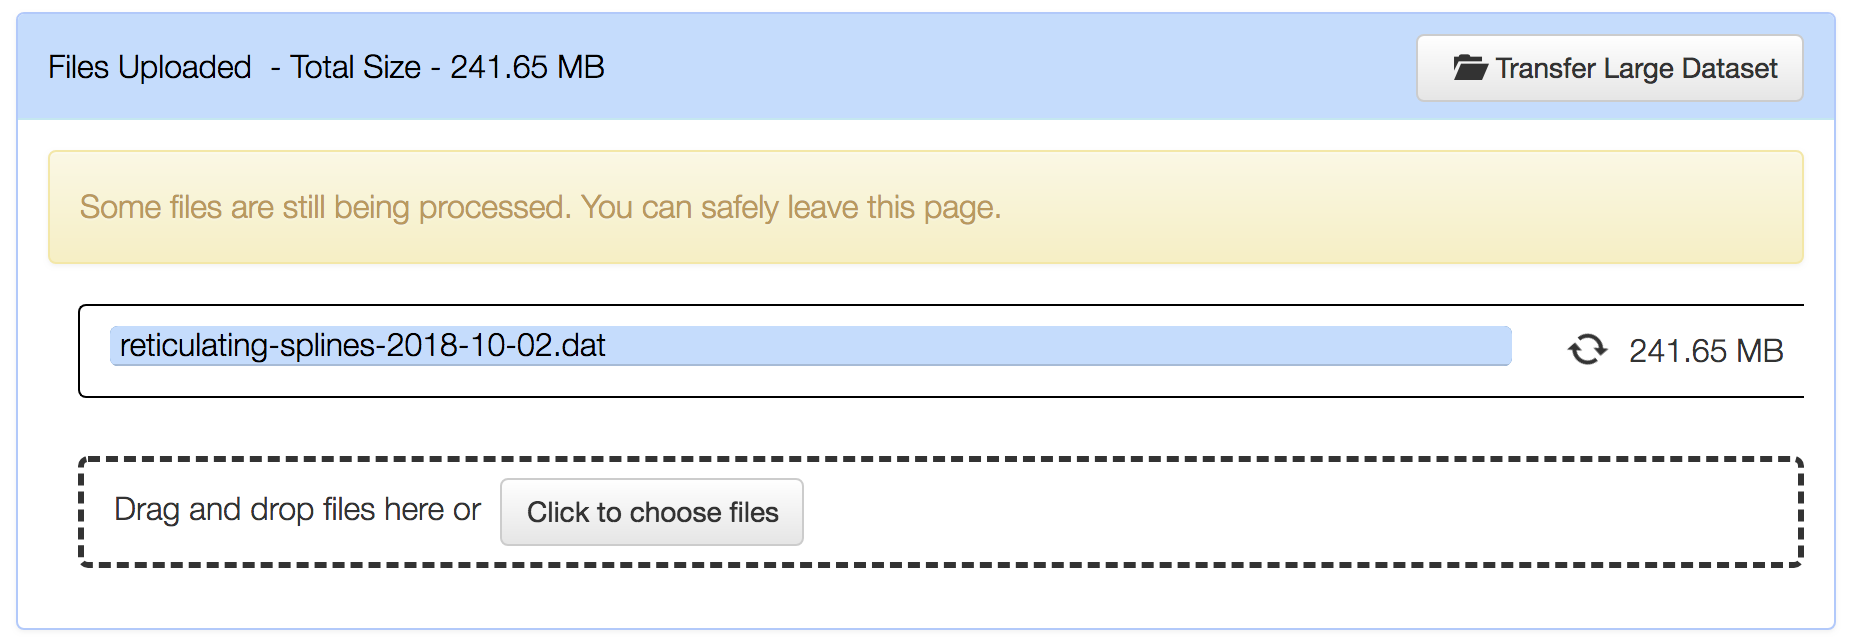 Files Uploaded - Total Size - 241.65 MB
Transfer Large Dataset
Some files are still being processed. You can safely leave this page.
reticulating-splines-2018-10-02.dat
241.65 MB
Drag and drop files here or
Click to choose files